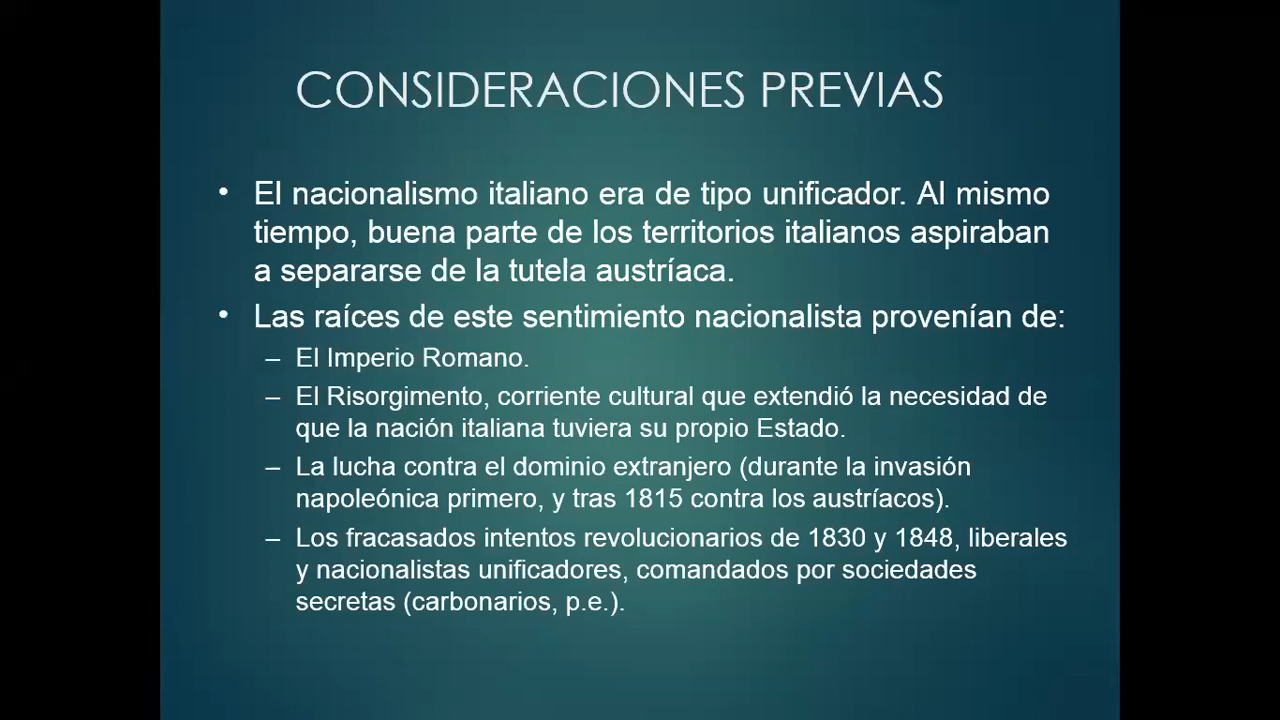 CONSIDERACIONES PREVIAS
• El nacionalismo italiano era de tipo unificador. Al mismo
tiempo, buena parte de los territorios italianos aspiraban
a separarse de la tutela austríaca.
• Las raíces de este sentimiento nacionalista provenían de:
– El Imperio Romano.
– El Risorgimento, corriente cultural que extendió la necesidad de
que la nación italiana tuviera su propio Estado.
– La lucha contra el dominio extranjero (durante la invasión
napoleónica primero, y tras 1815 contra los austríacos).
– Los fracasados intentos revolucionarios de 1830 y 1848, liberales
y nacionalistas unificadores, comandados por sociedades
secretas (carbonarios, p.e.).